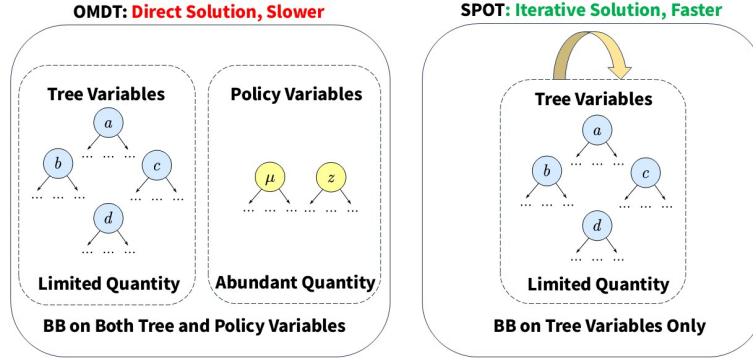 OMDT: Direct Solution, Slower
Tree Variables
a
... ... ...
b
c
... ... ...
... ... ...
d
... ... ...
Limited Quantity
Policy Variables
μ
z
... ... ...
... ... ...
Abundant Quantity
BB on Both Tree and Policy Variables
SPOT: Iterative Solution, Faster
Tree Variables
a
... ... ...
b
c
... ... ...
... ... ...
d
... ... ...
Limited Quantity
BB on Tree Variables Only